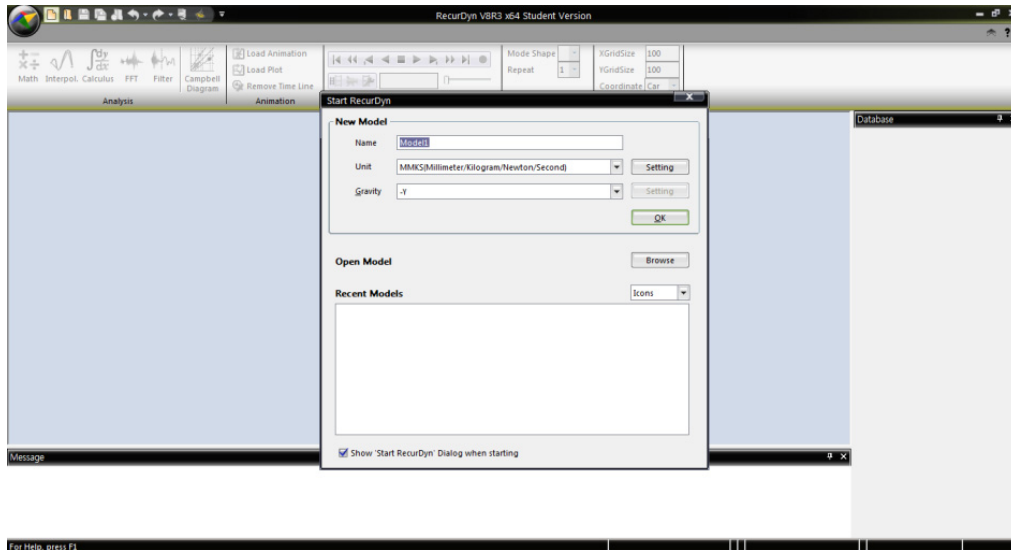 RecurDyn V8R3 x64 Student Version
Load Animation
Mode Shape
XGridSize 100
Load Plot
Repeat 1
YGridSize 100
Math Interpol. Calculus FFT Filter Campbell Diagram
Remove Time Line
Coordinate Car
Analysis
Animation
Start RecurDyn
Database
New Model
Name Model1
Unit MMKS(Millimeter/Kilogram/Newton/Second) Setting
Gravity -Y Setting
OK
Open Model Browse
Recent Models Icons
Show 'Start RecurDyn' Dialog when starting
Message
For Help, press F1